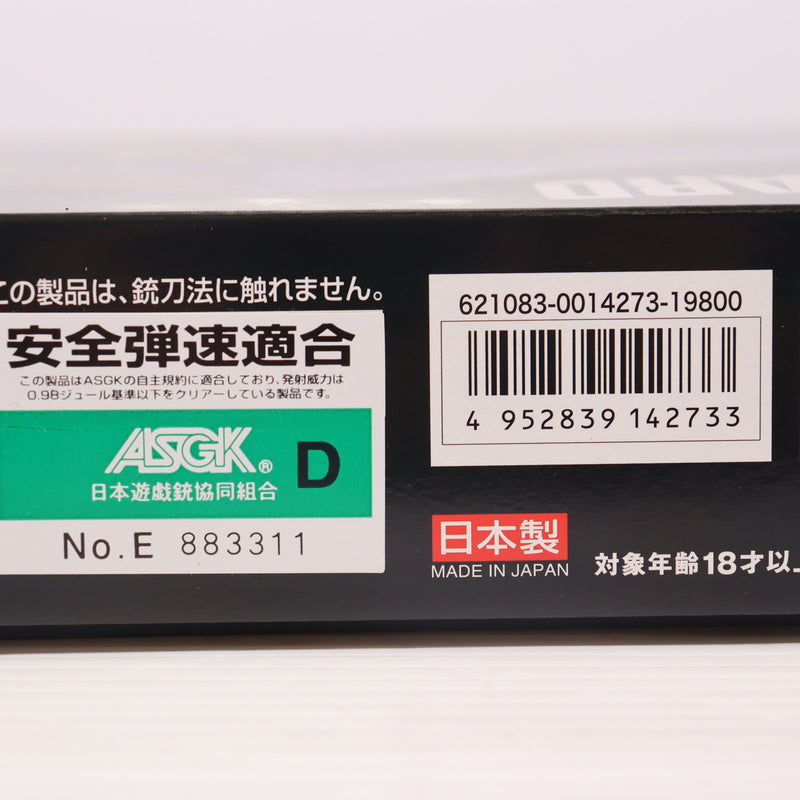 ARD
この製品は、銃刀法に触れません。
安全弾速適合
この製品はASGKの自主規約に適合しており、発射威力は
0.98ジュール基準以下をクリアーしている製品です。
ASGK® D
日本遊戯銃協同組合
No.E 883311
621083-0014273-19800
4 952839 142733
日本製
MADE IN JAPAN
対象年齢18才以上